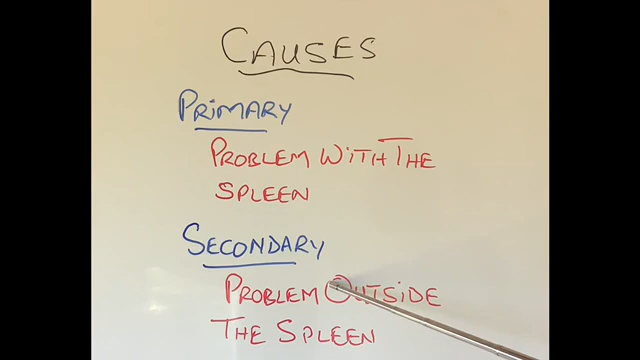 CAUSES
PRIMARY
PROBLEM WITH THE
SPLEEN
SECONDARY
PROBLEM OUTSIDE
THE SPLEEN